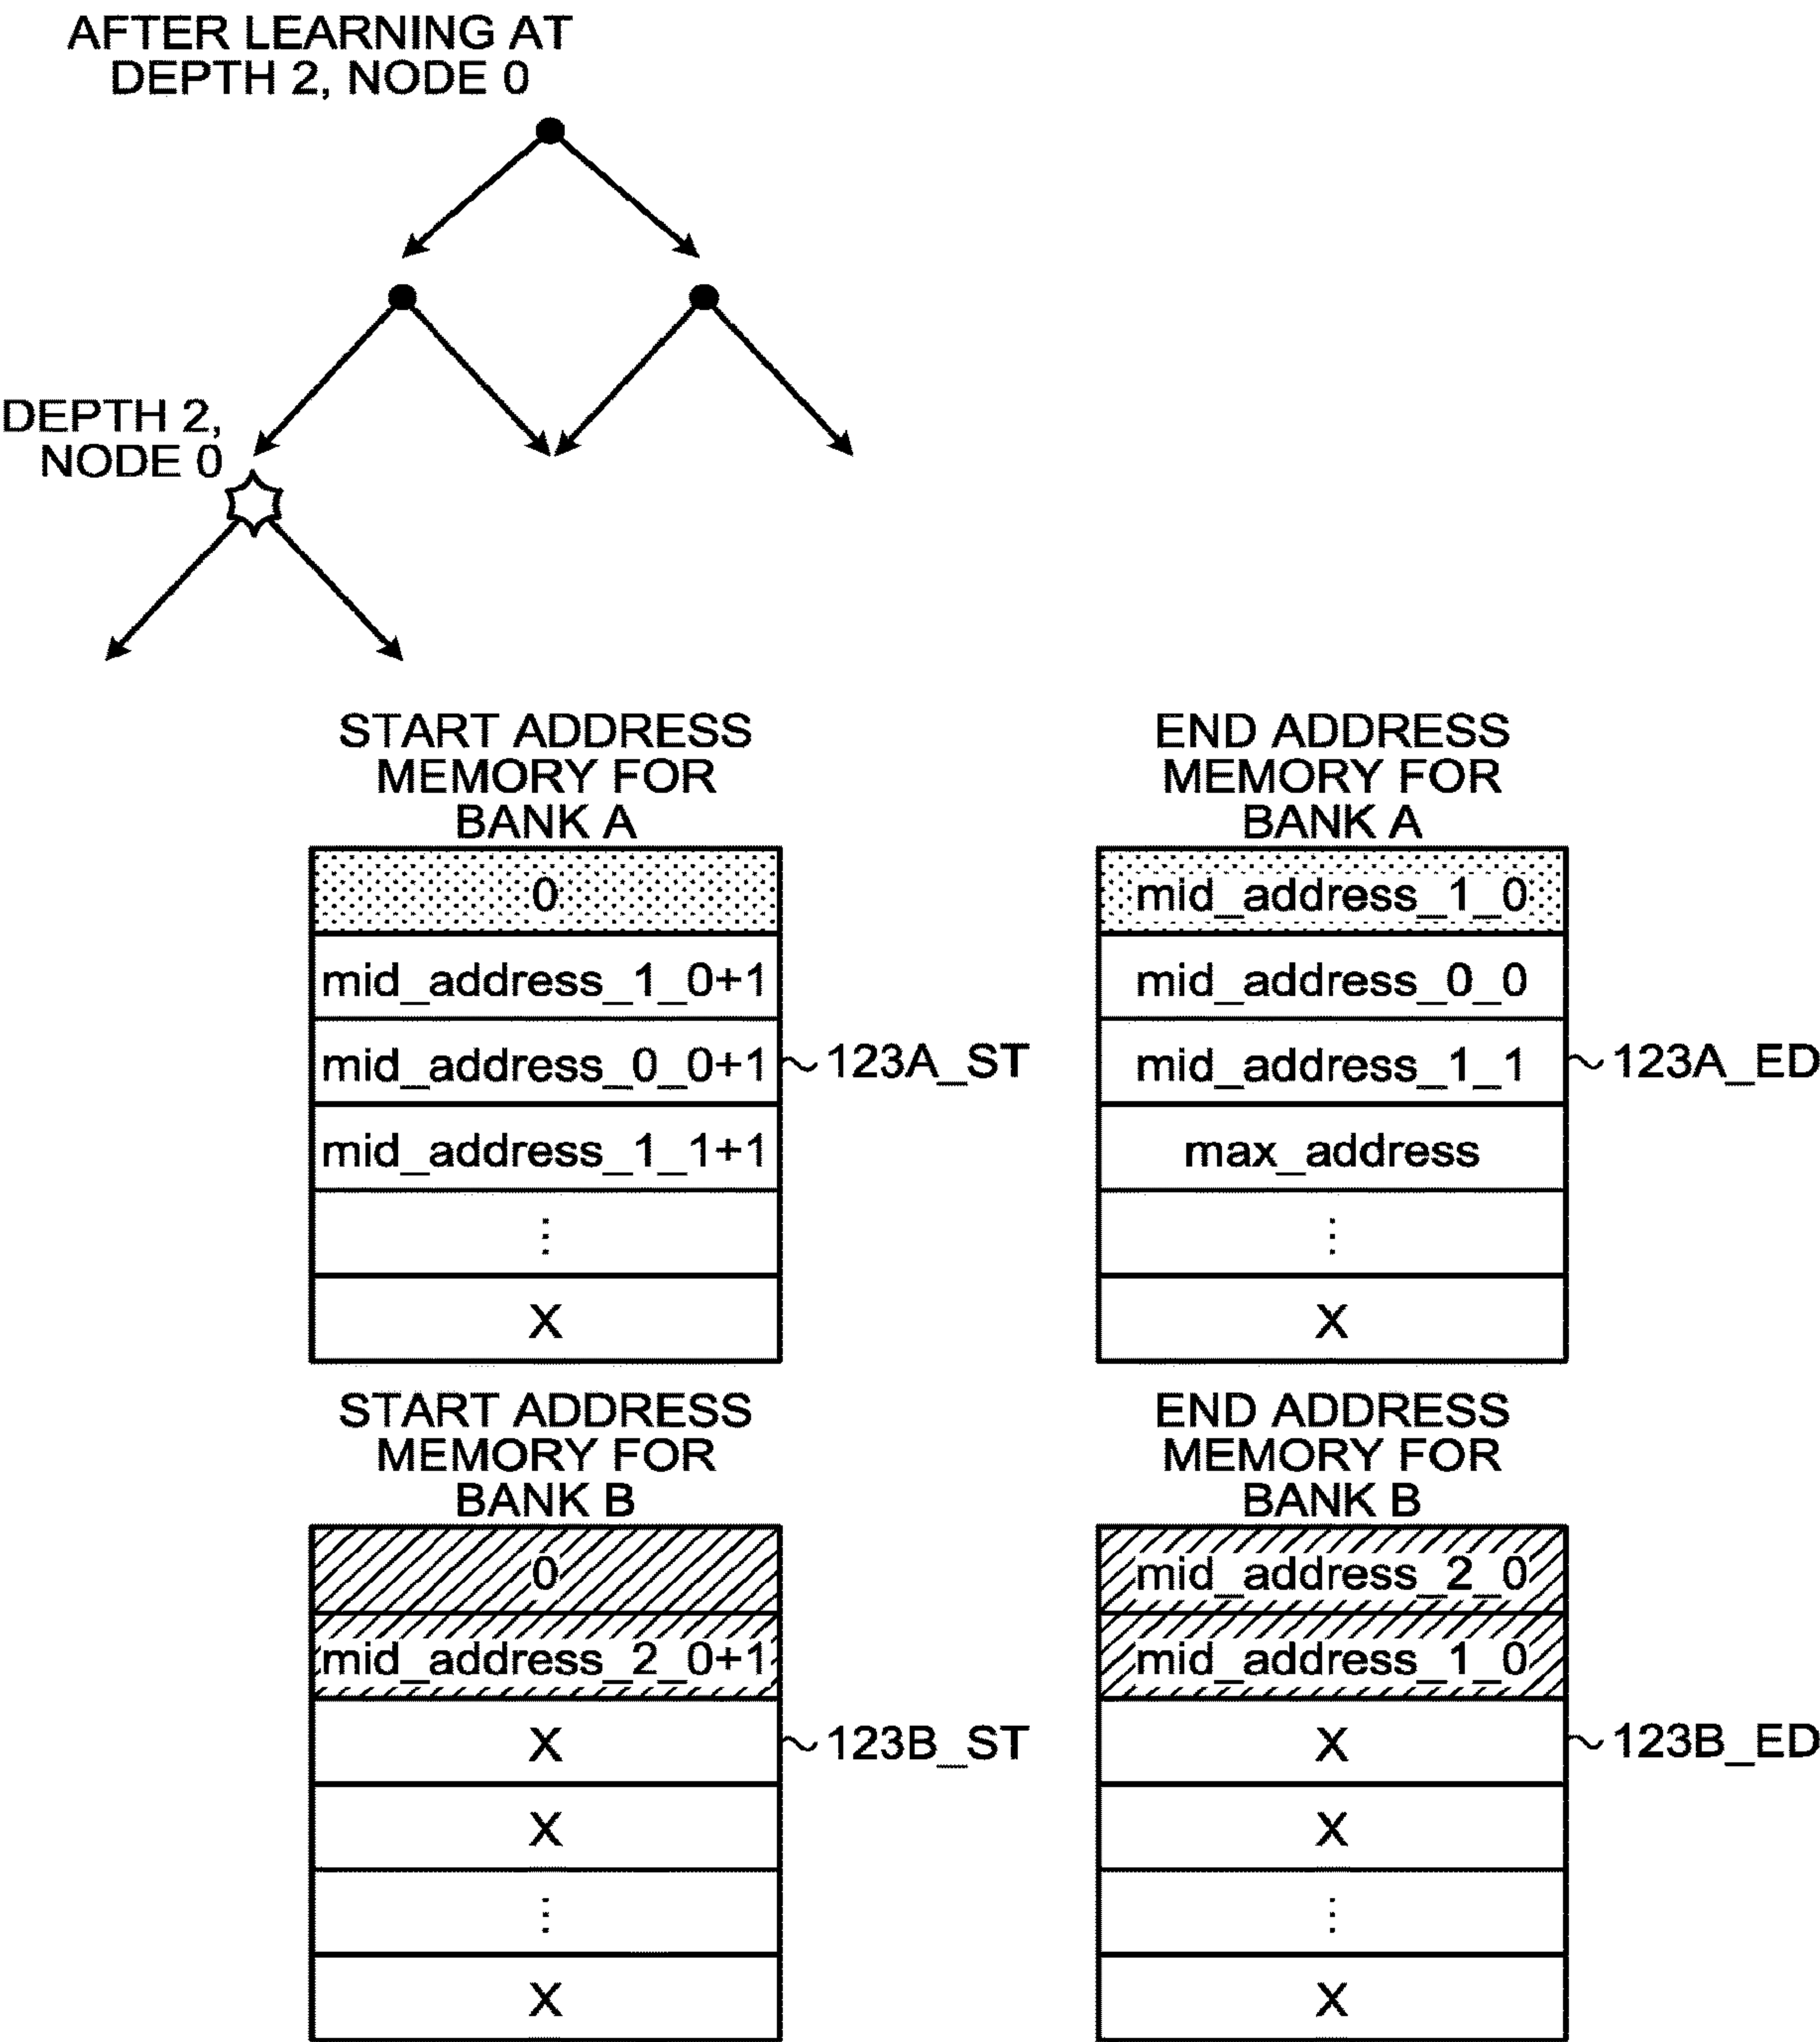 AFTER LEARNING AT
DEPTH 2, NODE 0
DEPTH 2,
NODE 0
START ADDRESS
MEMORY FOR
BANK A
0
mid_address_1_0+1
mid_address_0_0+1
mid_address_1_1+1
⋮
X
123A_ST
END ADDRESS
MEMORY FOR
BANK A
mid_address_1_0
mid_address_0_0
mid_address_1_1
max_address
⋮
X
123A_ED
START ADDRESS
MEMORY FOR
BANK B
0
mid_address_2_0+1
X
X
⋮
X
123B_ST
END ADDRESS
MEMORY FOR
BANK B
mid_address_2_0
mid_address_1_0
X
X
⋮
X
123B_ED